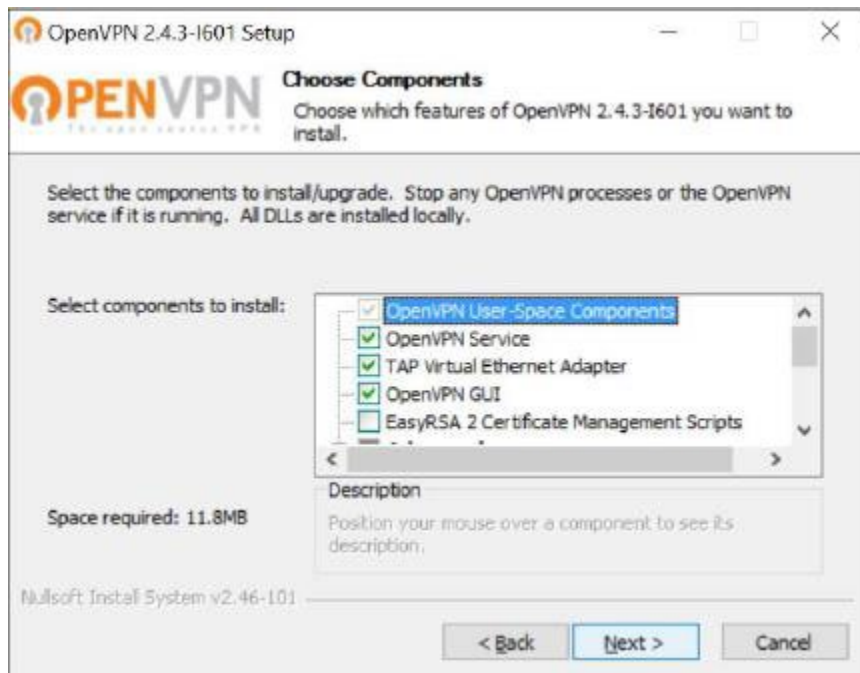 OpenVPN 2.4.3-I601 Setup
OPENVPN
Choose Components
Choose which features of OpenVPN 2.4.3-I601 you want to
install.
Select the components to install/upgrade. Stop any OpenVPN processes or the OpenVPN
service if it is running. All DLLs are installed locally.
Select components to install:
OpenVPN User-Space Components
OpenVPN Service
TAP Virtual Ethernet Adapter
OpenVPN GUI
EasyRSA 2 Certificate Management Scripts
Space required: 11.8MB
Description
Position your mouse over a component to see its
description.
Nullsoft Install System v2.46-101
< Back
Next >
Cancel